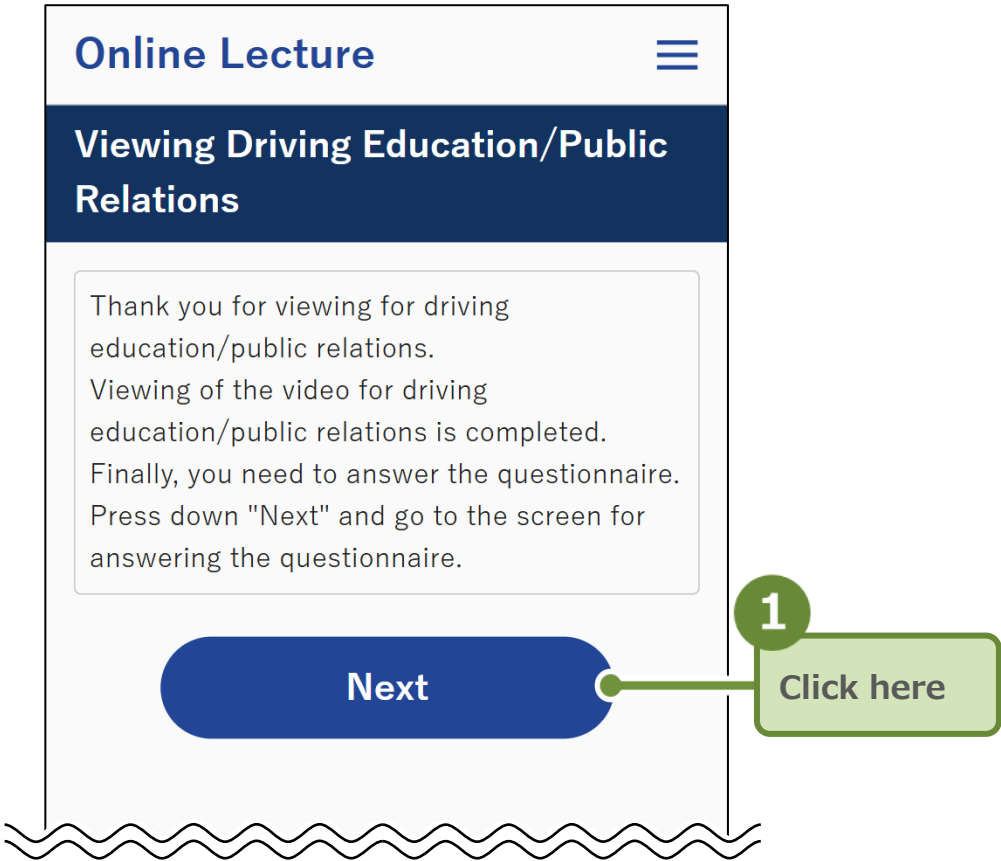 Online Lecture
Viewing Driving Education/Public
Relations
Thank you for viewing for driving
education/public relations.
Viewing of the video for driving
education/public relations is completed.
Finally, you need to answer the questionnaire.
Press down "Next" and go to the screen for
answering the questionnaire.
Next
1
Click here